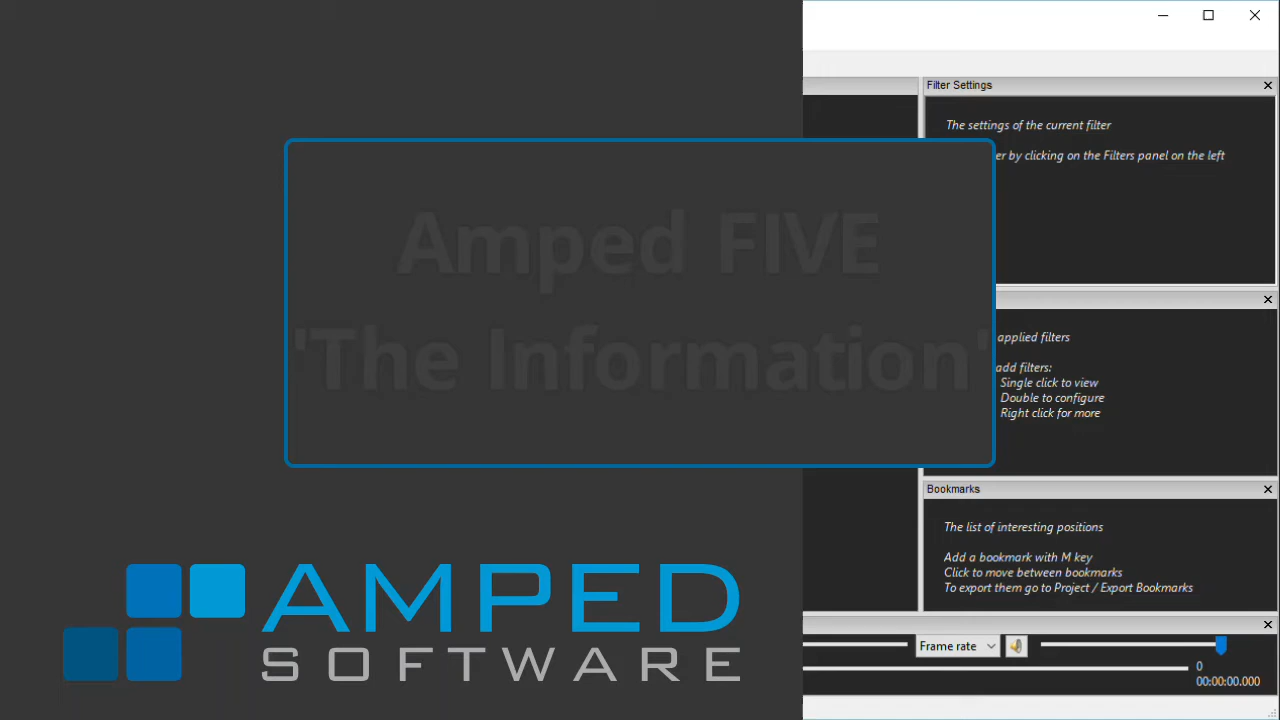 Filter Settings
The settings of the current filter
er by clicking on the Filters panel on the left
Amped FIVE
'The Information'
applied filters
add filters:
Single click to view
Double to configure
Right click for more
Bookmarks
The list of interesting positions
Add a bookmark with M key
Click to move between bookmarks
To export them go to Project / Export Bookmarks
AMPED
SOFTWARE
Frame rate
0
00:00:00.000